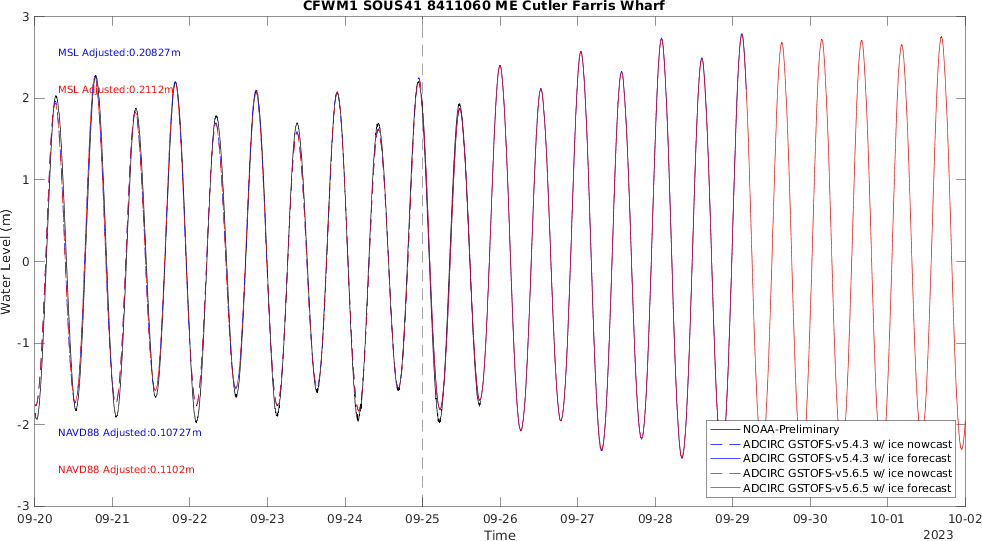 CFWM1 SOUS41 8411060 ME Cutler Farris Wharf
3
2
1
0
-1
-2
-3
Water Level (m)
MSL Adjusted:0.20827m
MSL Adjusted:0.2112m
NAVD88 Adjusted:0.10727m
NAVD88 Adjusted:0.1102m
NOAA-Preliminary
ADCIRC GSTOFS-v5.4.3 w/ ice nowcast
ADCIRC GSTOFS-v5.4.3 w/ ice forecast
ADCIRC GSTOFS-v5.6.5 w/ ice nowcast
ADCIRC GSTOFS-v5.6.5 w/ ice forecast
09-20 09-21 09-22 09-23 09-24 09-25 09-26 09-27 09-28 09-29 09-30 10-01 10-02
Time
2023